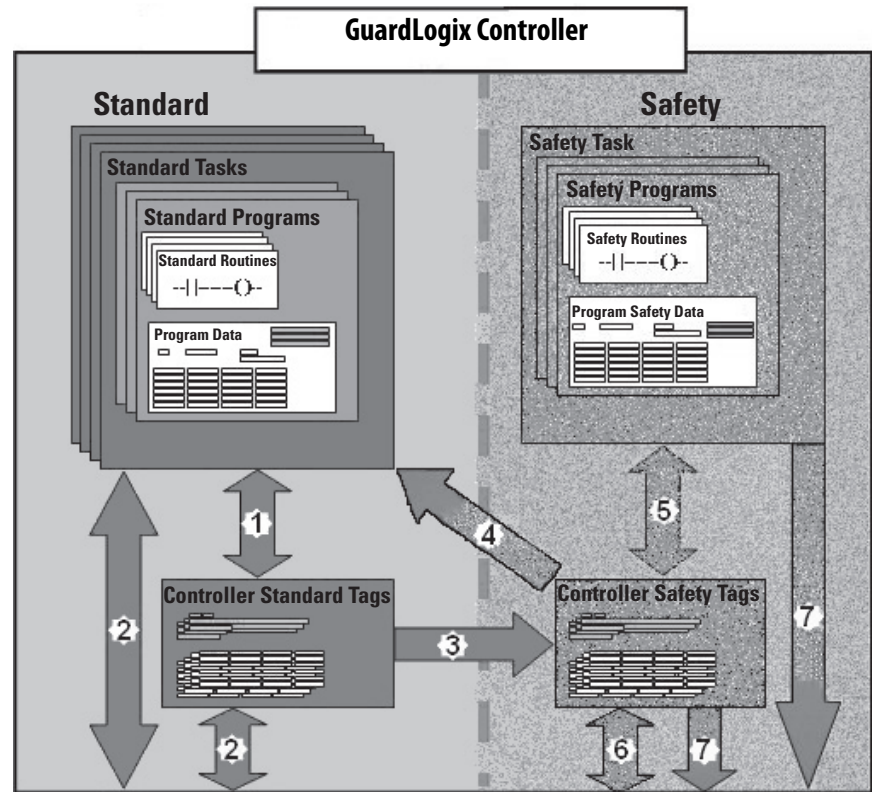 GuardLogix Controller
Standard
Safety
Standard Tasks
Standard Programs
Standard Routines
--| |----( )--
Program Data
Safety Task
Safety Programs
Safety Routines
--| |----( )--
Program Safety Data
1
2
4
5
7
Controller Standard Tags
3
Controller Safety Tags
2
6
7